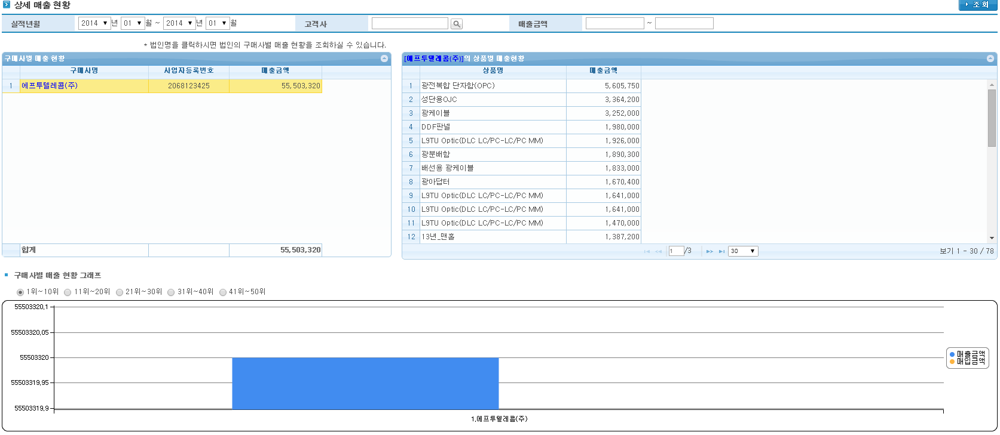 상세 매출 현황
조회
실적년월 2014 년 01 월 ~ 2014 년 01 월 고객사 매출금액 ~
* 법인명을 클릭하시면 법인의 구매사별 매출 현황을 조회하실 수 있습니다.
구매사별 매출 현황
구매사명 사업자등록번호 매출금액
1 에프투텔레콤(주) 2068123425 55,503,320
합계 55,503,320
[에프투텔레콤(주)]의 상품별 매출현황
상품명 매출금액
1 광전복합 단자함(OPC) 5,605,750
2 성단용OJC 3,364,200
3 광케이블 3,252,000
4 DDF판넬 1,980,000
5 L9TU Optic(DLC LC/PC-LC/PC MM) 1,926,000
6 광분배함 1,890,300
7 배선용 광케이블 1,833,000
8 광아답터 1,670,400
9 L9TU Optic(DLC LC/PC-LC/PC MM) 1,641,000
10 L9TU Optic(DLC LC/PC-LC/PC MM) 1,641,000
11 L9TU Optic(DLC LC/PC-LC/PC MM) 1,470,000
12 13년_맨홀 1,387,200
1 /3 30 보기 1 - 30 / 78
구매사별 매출 현황 그래프
1위~10위 11위~20위 21위~30위 31위~40위 41위~50위
55503320,1
55503320,05
55503320
55503319,95
55503319,9
1,에프투텔레콤(주)
매출금액
매입금액